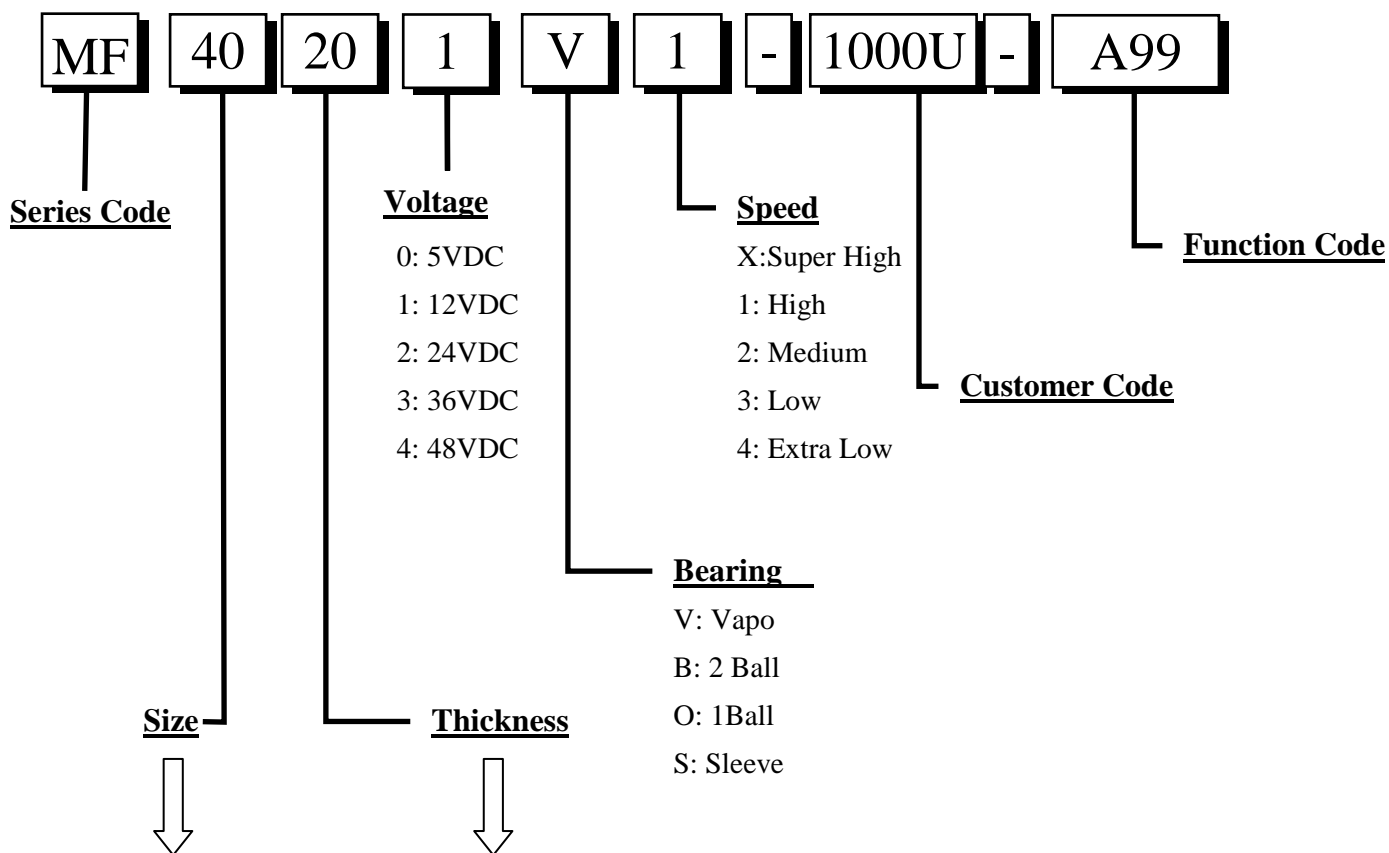 MF 40 20 1 V 1 - 1000U - A99
Series Code
Voltage
0: 5VDC
1: 12VDC
2: 24VDC
3: 36VDC
4: 48VDC
Speed
X:Super High
1: High
2: Medium
3: Low
4: Extra Low
Function Code
Customer Code
Bearing
V: Vapo
B: 2 Ball
O: 1Ball
S: Sleeve
Size
Thickness